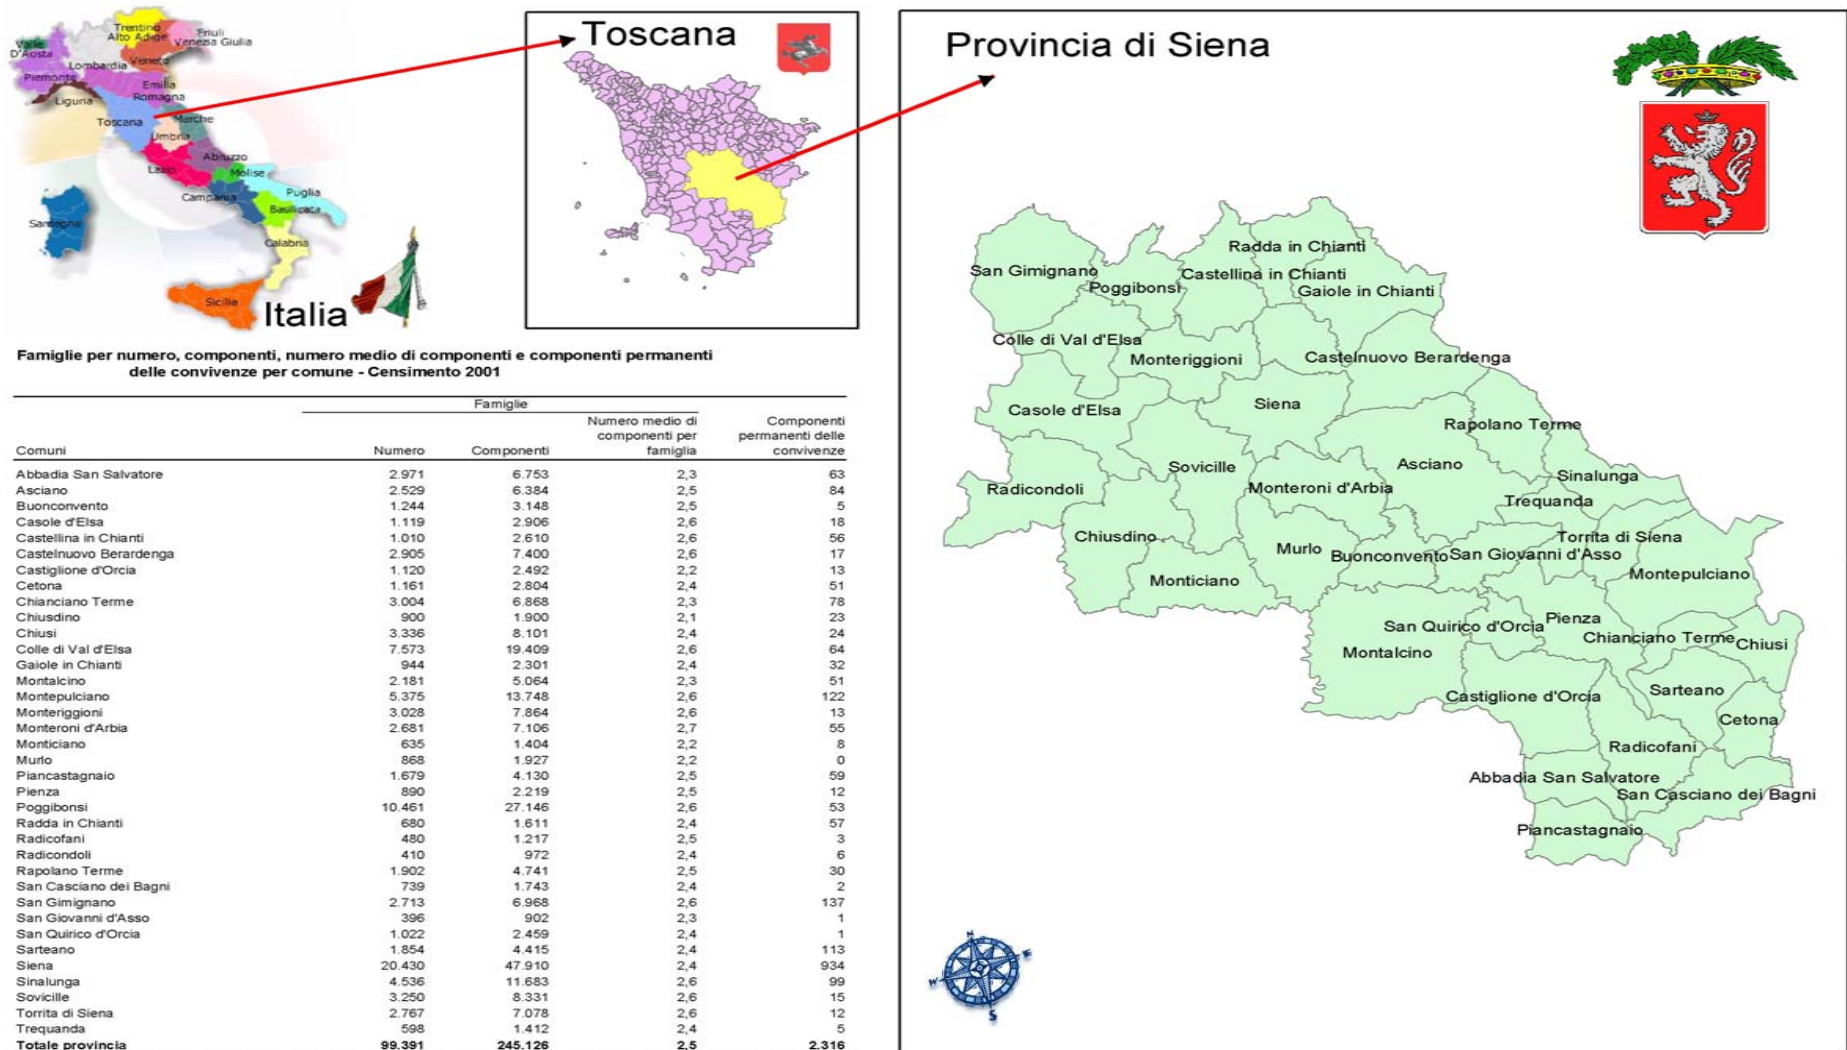 Trentino
Alto Adige
Friuli
Venezia Giulia
Valle
D'Aosta
Lombardia
Veneto
Piemonte
Emilia
Romagna
Liguria
Toscana
Marche
Umbria
Abruzzo
Lazio
Molise
Campania
Puglia
Basilicata
Sardegna
Calabria
Sicilia
Italia
Toscana
Provincia di Siena
Famiglie per numero, componenti, numero medio di componenti e componenti permanenti
delle convivenze per comune - Censimento 2001
Famiglie
Comuni Numero Componenti Numero medio di componenti per famiglia Componenti permanenti delle convivenze
Abbadia San Salvatore 2.971 6.753 2,3 63
Asciano 2.529 6.384 2,5 84
Buonconvento 1.244 3.148 2,5 5
Casole d'Elsa 1.119 2.906 2,6 18
Castellina in Chianti 1.010 2.610 2,6 56
Castelnuovo Berardenga 2.905 7.400 2,6 17
Castiglione d'Orcia 1.120 2.492 2,2 13
Cetona 1.161 2.804 2,4 51
Chianciano Terme 3.004 6.868 2,3 78
Chiusdino 900 1.900 2,1 23
Chiusi 3.336 8.101 2,4 24
Colle di Val d'Elsa 7.573 19.409 2,6 64
Gaiole in Chianti 944 2.301 2,4 32
Montalcino 2.181 5.064 2,3 51
Montepulciano 5.375 13.748 2,6 122
Monteriggioni 3.028 7.864 2,6 13
Monteroni d'Arbia 2.681 7.106 2,7 55
Monticiano 635 1.404 2,2 8
Murlo 868 1.927 2,2 0
Piancastagnaio 1.679 4.130 2,5 59
Pienza 890 2.219 2,5 12
Poggibonsi 10.461 27.146 2,6 53
Radda in Chianti 680 1.611 2,4 57
Radicofani 480 1.217 2,5 3
Radicondoli 410 972 2,4 6
Rapolano Terme 1.902 4.741 2,5 30
San Casciano dei Bagni 739 1.743 2,4 2
San Gimignano 2.713 6.968 2,6 137
San Giovanni d'Asso 396 902 2,3 1
San Quirico d'Orcia 1.022 2.459 2,4 1
Sarteano 1.854 4.415 2,4 113
Siena 20.430 47.910 2,4 934
Sinalunga 4.536 11.683 2,6 99
Sovicille 3.250 8.331 2,6 15
Torrita di Siena 2.767 7.078 2,6 12
Trequanda 598 1.412 2,4 5
Totale provincia 99.391 245.126 2,5 2.316
Radda in Chianti
San Gimignano
Castellina in Chianti
Poggibonsi
Gaiole in Chianti
Colle di Val d'Elsa
Monteriggioni
Castelnuovo Berardenga
Casole d'Elsa
Siena
Rapolano Terme
Sovicille
Asciano
Sinalunga
Radicondoli
Monteroni d'Arbia
Trequanda
Chiusdino
Murlo
Buonconvento
San Giovanni d'Asso
Torrita di Siena
Monticiano
Montepulciano
San Quirico d'Orcia
Pienza
Chianciano Terme
Chiusi
Montalcino
Castiglione d'Orcia
Sarteano
Cetona
Radicofani
Abbadia San Salvatore
San Casciano dei Bagni
Piancastagnaio
N
E
W
S